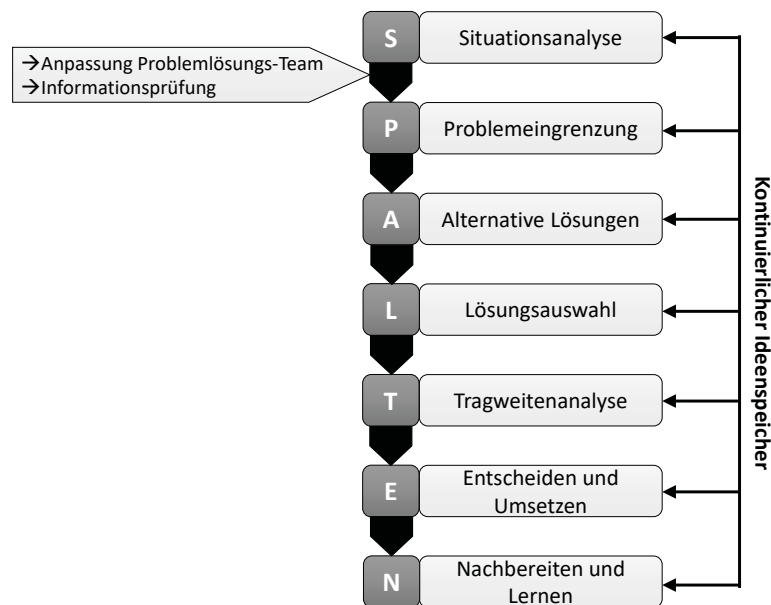 S Situationsanalyse
→Anpassung Problemlösungs-Team
→Informationsprüfung
P Problemeingrenzung
A Alternative Lösungen
L Lösungsauswahl
T Tragweitenanalyse
E Entscheiden und
Umsetzen
N Nachbereiten und
Lernen
Kontinuierlicher Ideenspeicher